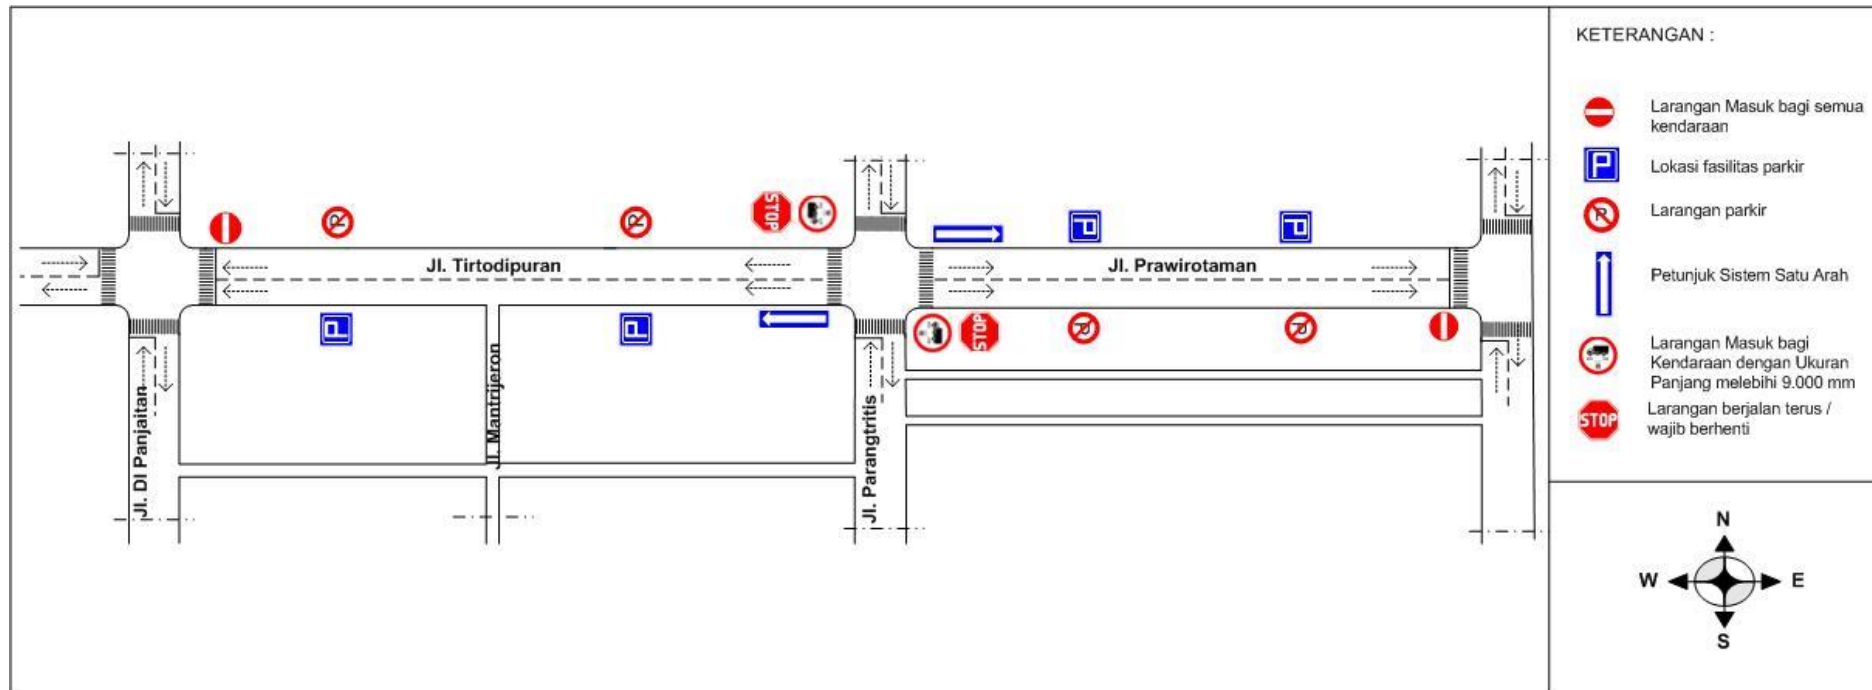 KETERANGAN :
Larangan Masuk bagi semua
kendaraan
P
Lokasi fasilitas parkir
P
Larangan parkir
Petunjuk Sistem Satu Arah
Larangan Masuk bagi
Kendaraan dengan Ukuran
Panjang melebihi 9.000 mm
STOP
Larangan berjalan terus /
wajib berhenti
P
P
STOP
P
P
Jl. Tirtodipuran
Jl. Prawirotaman
P
P
STOP
P
P
Jl. DI Panjaitan
Jl. Mantrijeron
Jl. Parangtritis
N
W
E
S